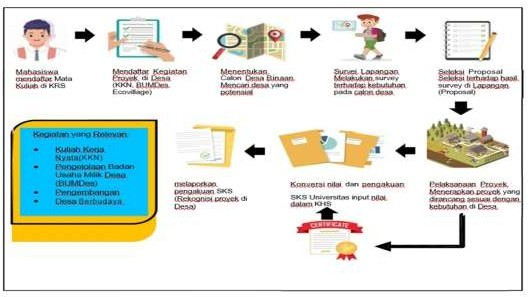 Mahasiswa
mendaftar Mata
Kuliah di KRS
Mendaftar Kegiatan
Proyek di Desa
(KKN, BUMDes,
Ecovillage)
Menentukan
Calon Desa Binaan.
Mencari desa yang
potensial
Survei Lapangan
Melakukan survey
terhadap kebutuhan
pada calon desa
Seleksi Proposal
Seleksi terhadap hasil
survey di Lapangan
(Proposal)
Kegiatan yang Relevan:
• Kuliah Kerja
Nyata(KKN)
• Pengelolaan Badan
Usaha Milik Desa
(BUMDes)
• Pengembangan
• Desa Berbudaya
melaporkan
pengakuan SKS
(Rekognisi proyek di
Desa)
Konversi nilai dan pengakuan
SKS Universitas input nilai
dalam KHS
Pelaksanaan Proyek
Menerapkan proyek yang
dirancang sesuai dengan
kebutuhan di Desa
CERTIFICATE